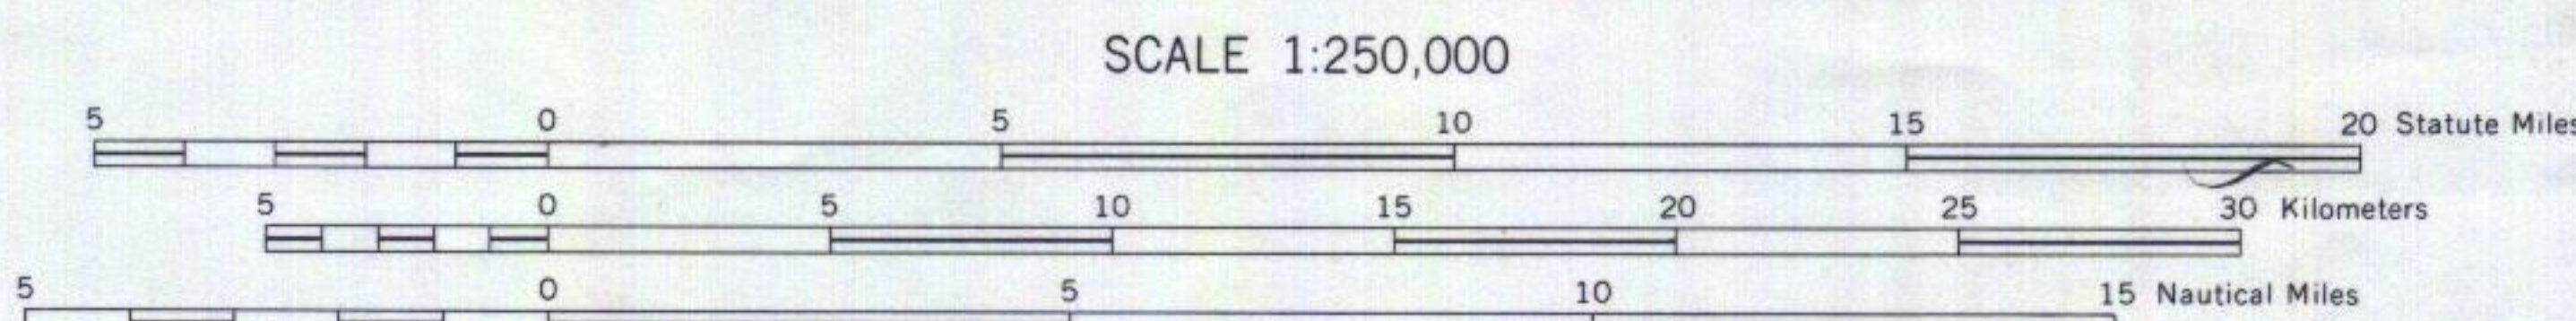 SCALE 1:250,000
5 0 5 10 15 20 Statute Miles
5 0 5 10 15 20 25 30 Kilometers
5 0 5 10 15 Nautical Miles